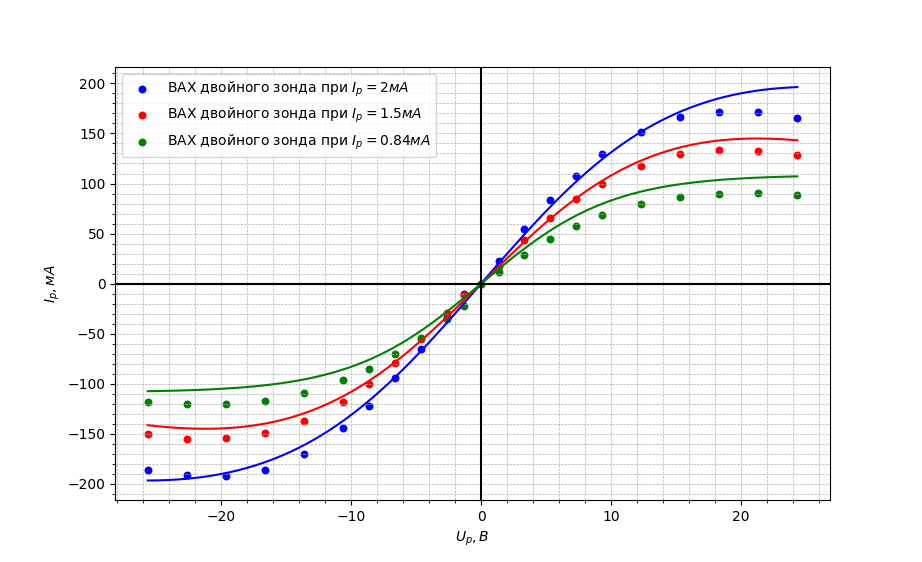 ВАХ двойного зонда при I_p = 2мА
ВАХ двойного зонда при I_p = 1.5мА
ВАХ двойного зонда при I_p = 0.84мА
200
150
100
50
0
−50
−100
−150
−200
I_p, мА
−20 −10 0 10 20
U_p, В